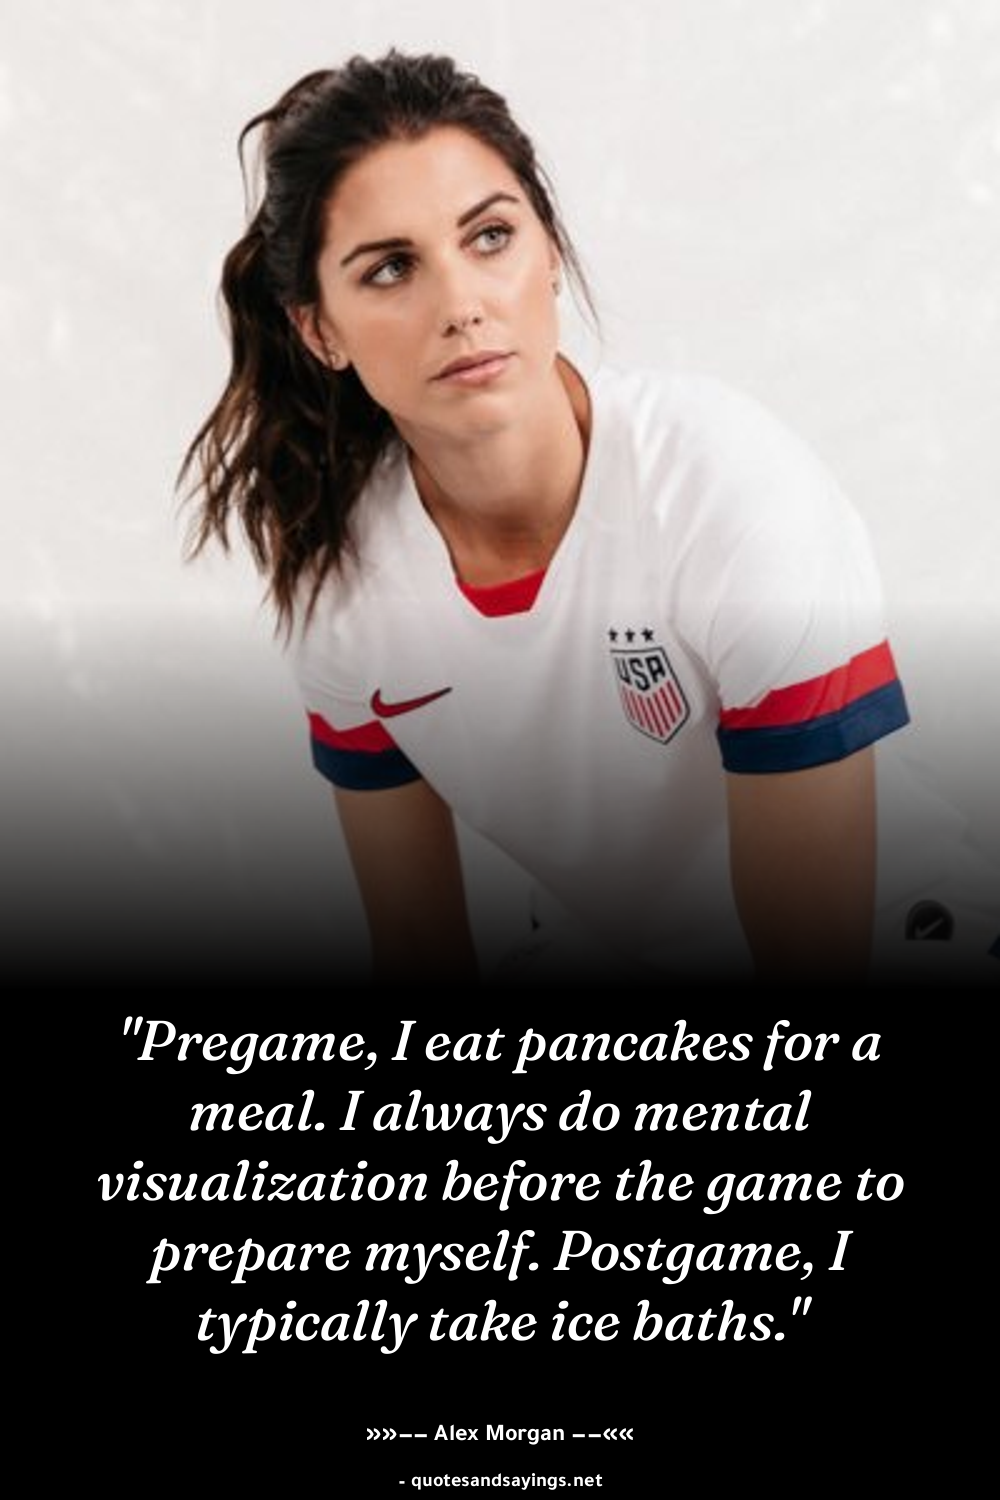 USA
"Pregame, I eat pancakes for a
meal. I always do mental
visualization before the game to
prepare myself. Postgame, I
typically take ice baths."
»»−− Alex Morgan −−««
- quotesandsayings.net